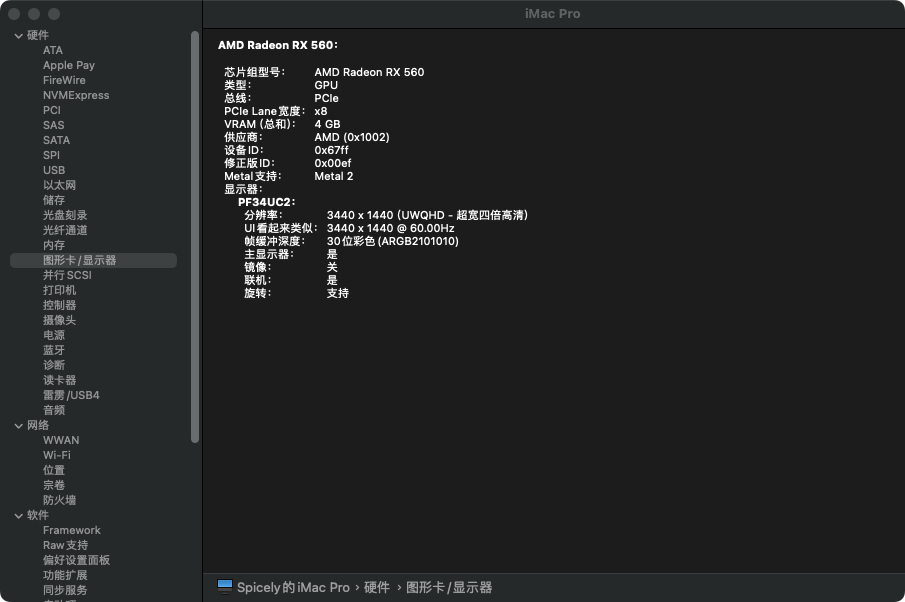 iMac Pro
硬件
ATA
Apple Pay
FireWire
NVMExpress
PCI
SAS
SATA
SPI
USB
以太网
储存
光盘刻录
光纤通道
内存
图形卡/显示器
并行SCSI
打印机
控制器
摄像头
电源
蓝牙
诊断
读卡器
雷雳/USB4
音频
网络
WWAN
Wi-Fi
位置
宗卷
防火墙
软件
Framework
Raw支持
偏好设置面板
功能扩展
同步服务
AMD Radeon RX 560:
芯片组型号: AMD Radeon RX 560
类型: GPU
总线: PCIe
PCIe Lane宽度: x8
VRAM (总和): 4 GB
供应商: AMD (0x1002)
设备ID: 0x67ff
修正版ID: 0x00ef
Metal支持: Metal 2
显示器:
PF34UC2:
分辨率: 3440 x 1440 (UWQHD - 超宽四倍高清)
UI看起来类似: 3440 x 1440 @ 60.00Hz
帧缓冲深度: 30位彩色 (ARGB2101010)
主显示器: 是
镜像: 关
联机: 是
旋转: 支持
Spicely的iMac Pro › 硬件 › 图形卡/显示器